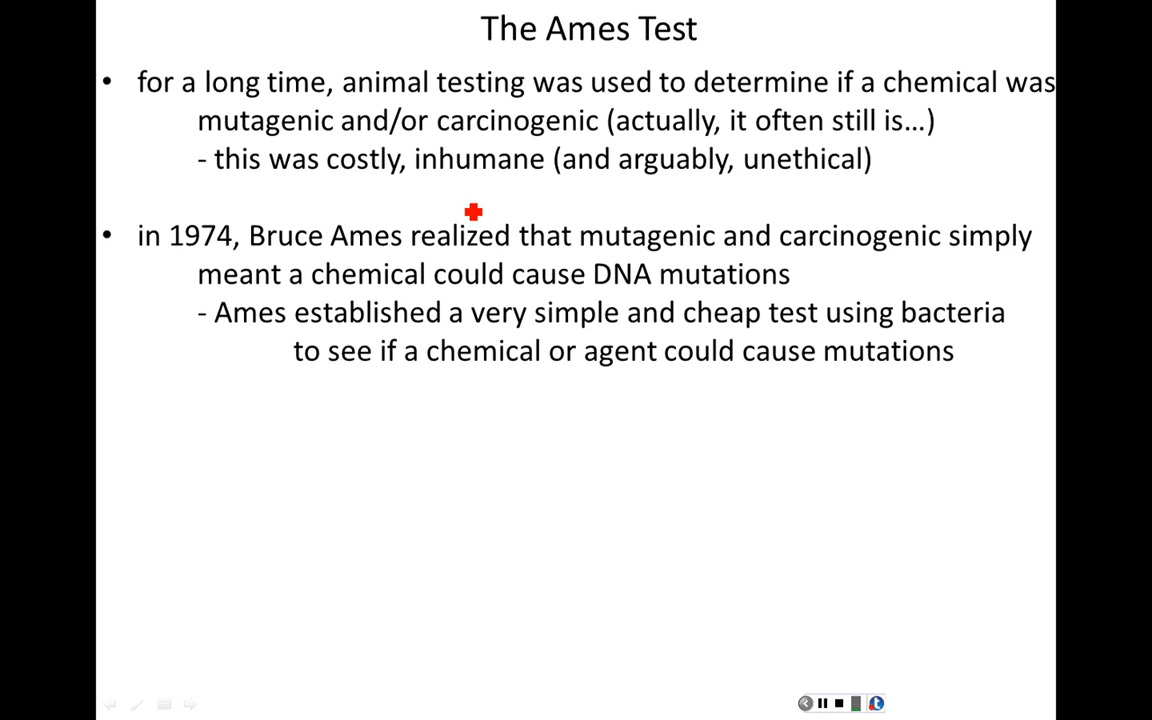 The Ames Test
• for a long time, animal testing was used to determine if a chemical was
mutagenic and/or carcinogenic (actually, it often still is…)
- this was costly, inhumane (and arguably, unethical)
• in 1974, Bruce Ames realized that mutagenic and carcinogenic simply
meant a chemical could cause DNA mutations
- Ames established a very simple and cheap test using bacteria
to see if a chemical or agent could cause mutations